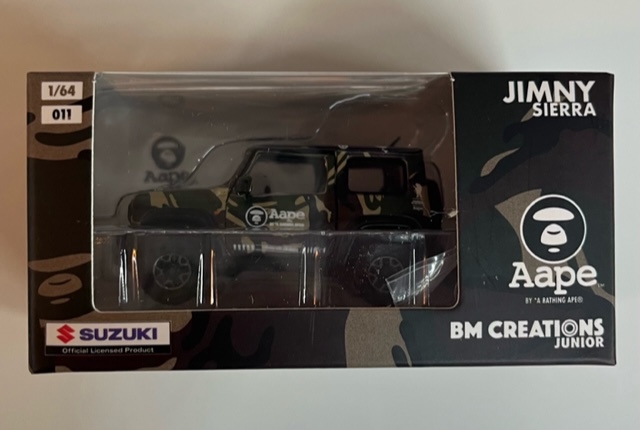 1/64
011
JIMNY
SIERRA
Aape
Aape
Aape
BY *A BATHING APE®
SUZUKI
Official Licensed Product
BM CREATIONS
JUNIOR